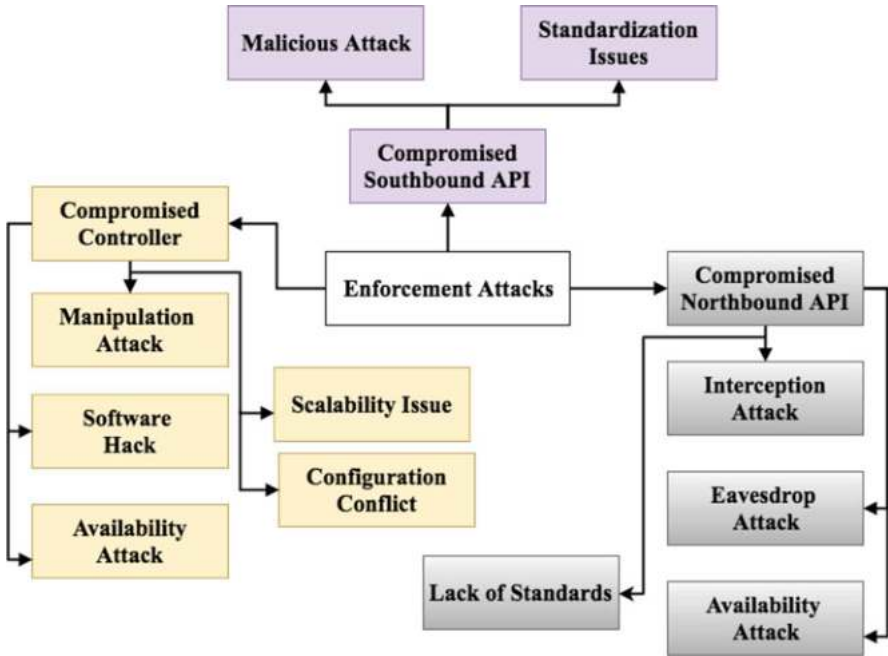 Malicious Attack
Standardization
Issues
Compromised
Southbound API
Compromised
Controller
Enforcement Attacks
Compromised
Northbound API
Manipulation
Attack
Interception
Attack
Scalability Issue
Software
Hack
Configuration
Conflict
Eavesdrop
Attack
Availability
Attack
Lack of Standards
Availability
Attack